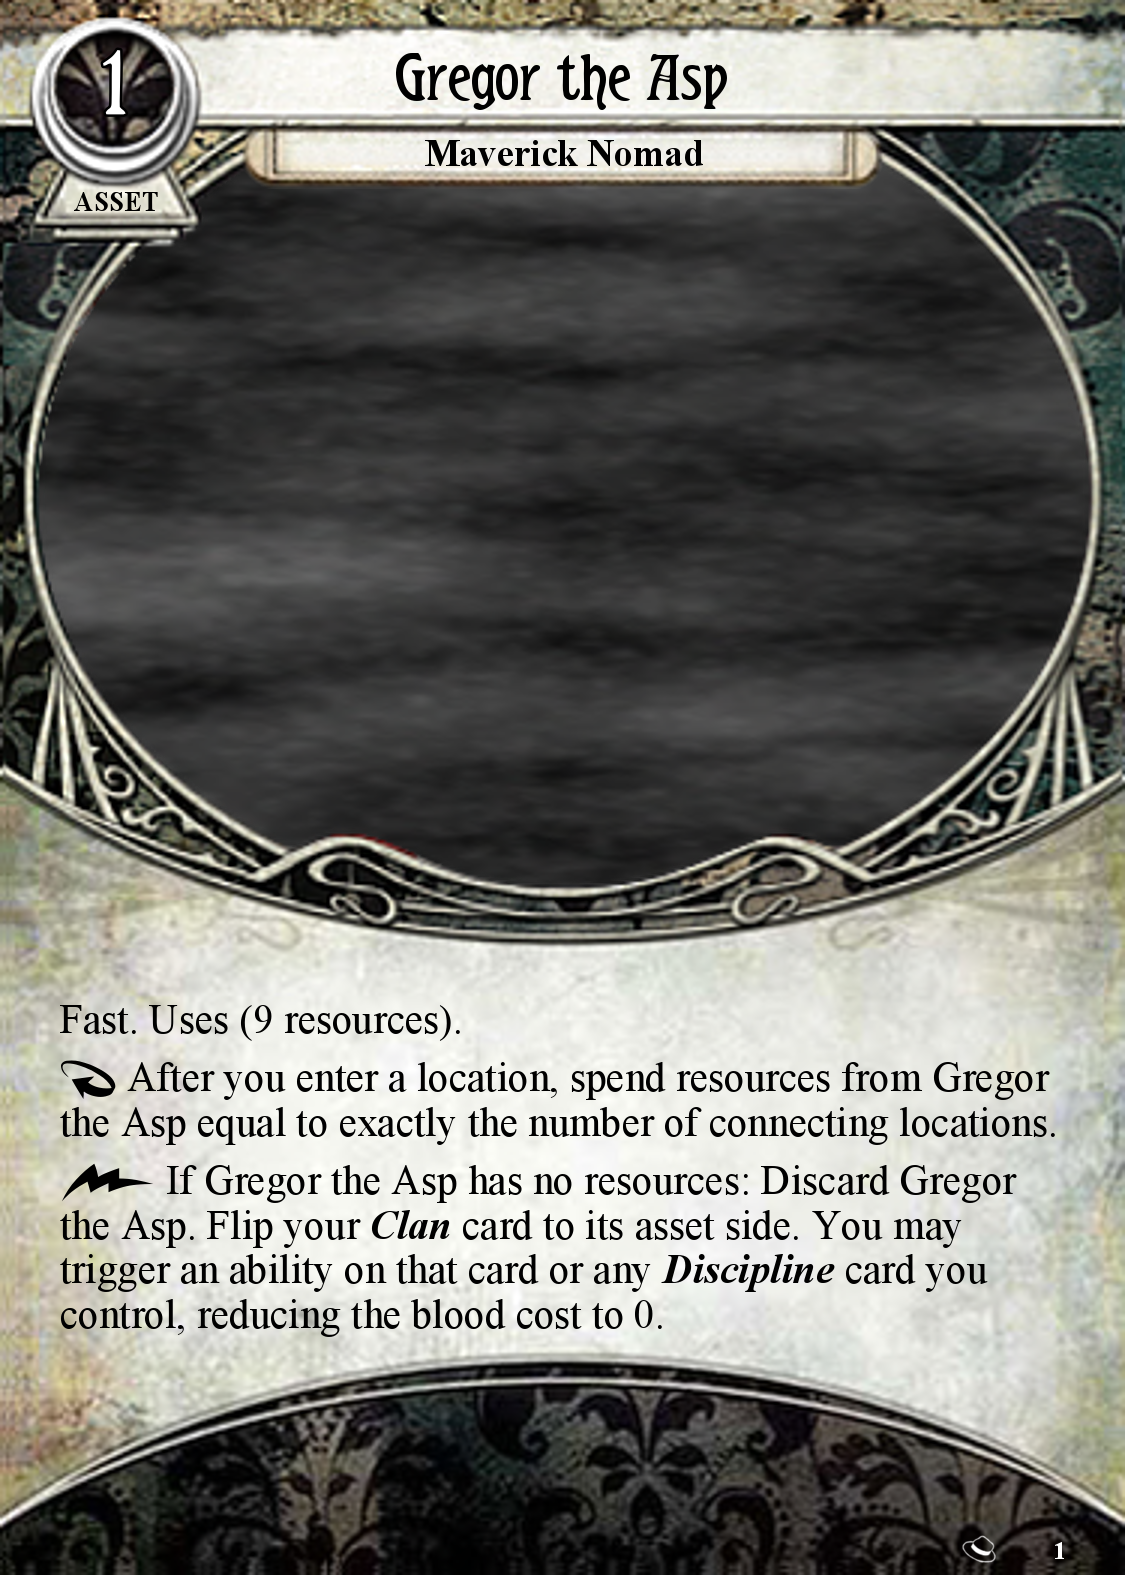 1
Gregor the Asp
Maverick Nomad
ASSET
Fast. Uses (9 resources).
After you enter a location, spend resources from Gregor
the Asp equal to exactly the number of connecting locations.
If Gregor the Asp has no resources: Discard Gregor
the Asp. Flip your Clan card to its asset side. You may
trigger an ability on that card or any Discipline card you
control, reducing the blood cost to 0.
1